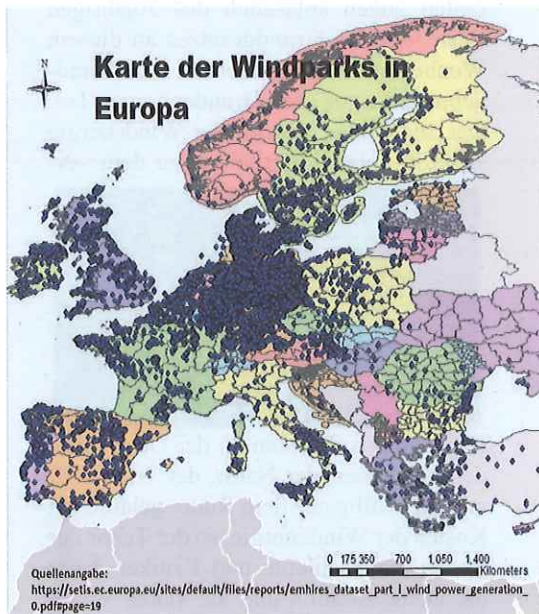 N
Karte der Windparks in
Europa
0 175 350 700 1,050 1,400
Kilometers
Quellenangabe:
https://setis.ec.europa.eu/sites/default/files/reports/emhires_dataset_part_i_wind_power_generation_
0.pdf#page=19